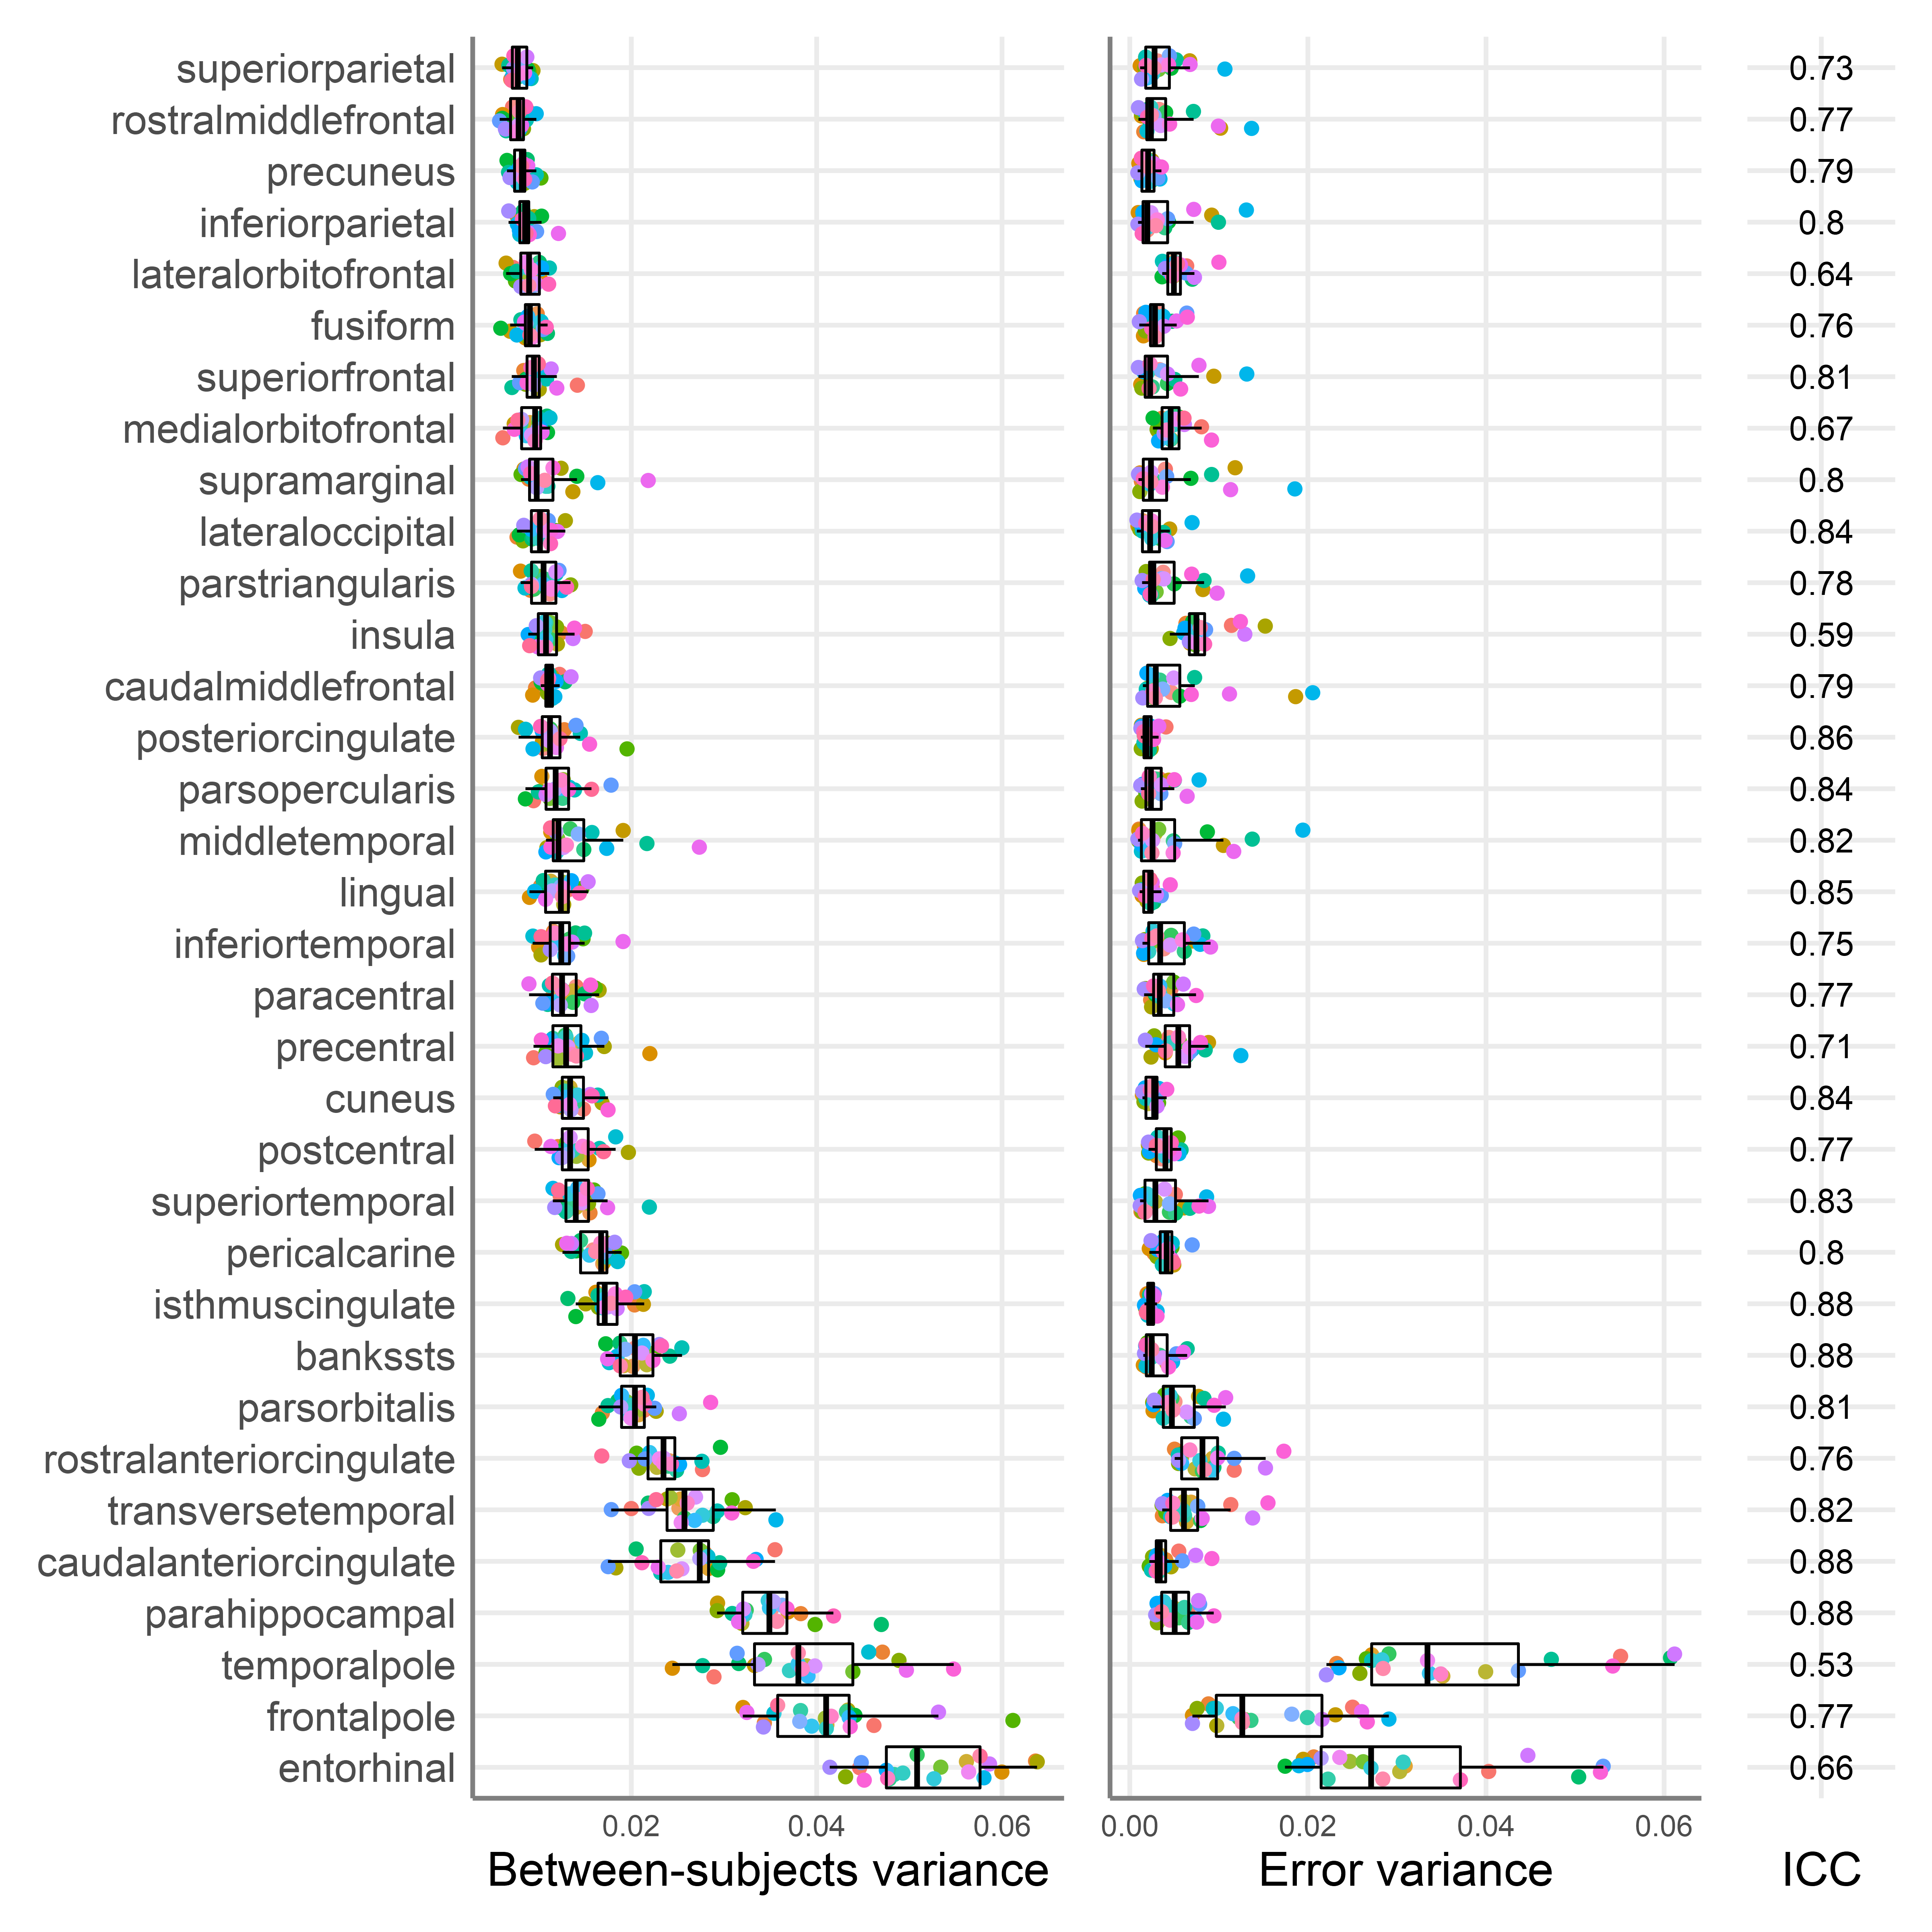 superiorparietal 0.73
rostralmiddlefrontal 0.77
precuneus 0.79
inferiorparietal 0.8
lateralorbitofrontal 0.64
fusiform 0.76
superiorfrontal 0.81
medialorbitofrontal 0.67
supramarginal 0.8
lateraloccipital 0.84
parstriangularis 0.78
insula 0.59
caudalmiddlefrontal 0.79
posteriorcingulate 0.86
parsopercularis 0.84
middletemporal 0.82
lingual 0.85
inferiortemporal 0.75
paracentral 0.77
precentral 0.71
cuneus 0.84
postcentral 0.77
superiortemporal 0.83
pericalcarine 0.8
isthmuscingulate 0.88
bankssts 0.88
parsorbitalis 0.81
rostralanteriorcingulate 0.76
transversetemporal 0.82
caudalanteriorcingulate 0.88
parahippocampal 0.88
temporalpole 0.53
frontalpole 0.77
entorhinal 0.66
0.02 0.04 0.06 0.00 0.02 0.04 0.06
Between-subjects variance Error variance ICC